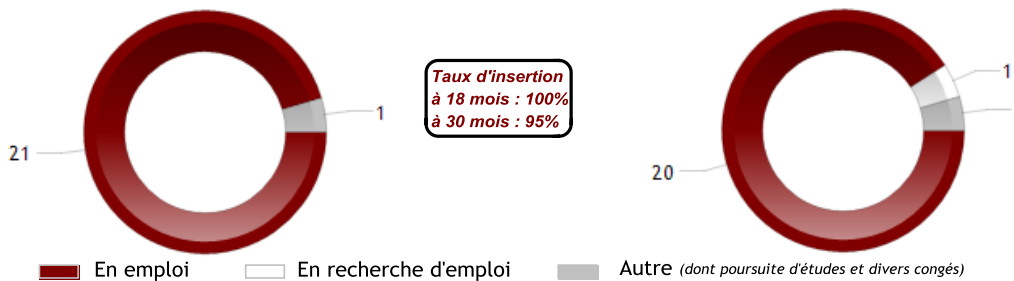 Taux d'insertion
à 18 mois : 100%
à 30 mois : 95%
1
21
1
20
En emploi
En recherche d'emploi
Autre (dont poursuite d'études et divers congés)